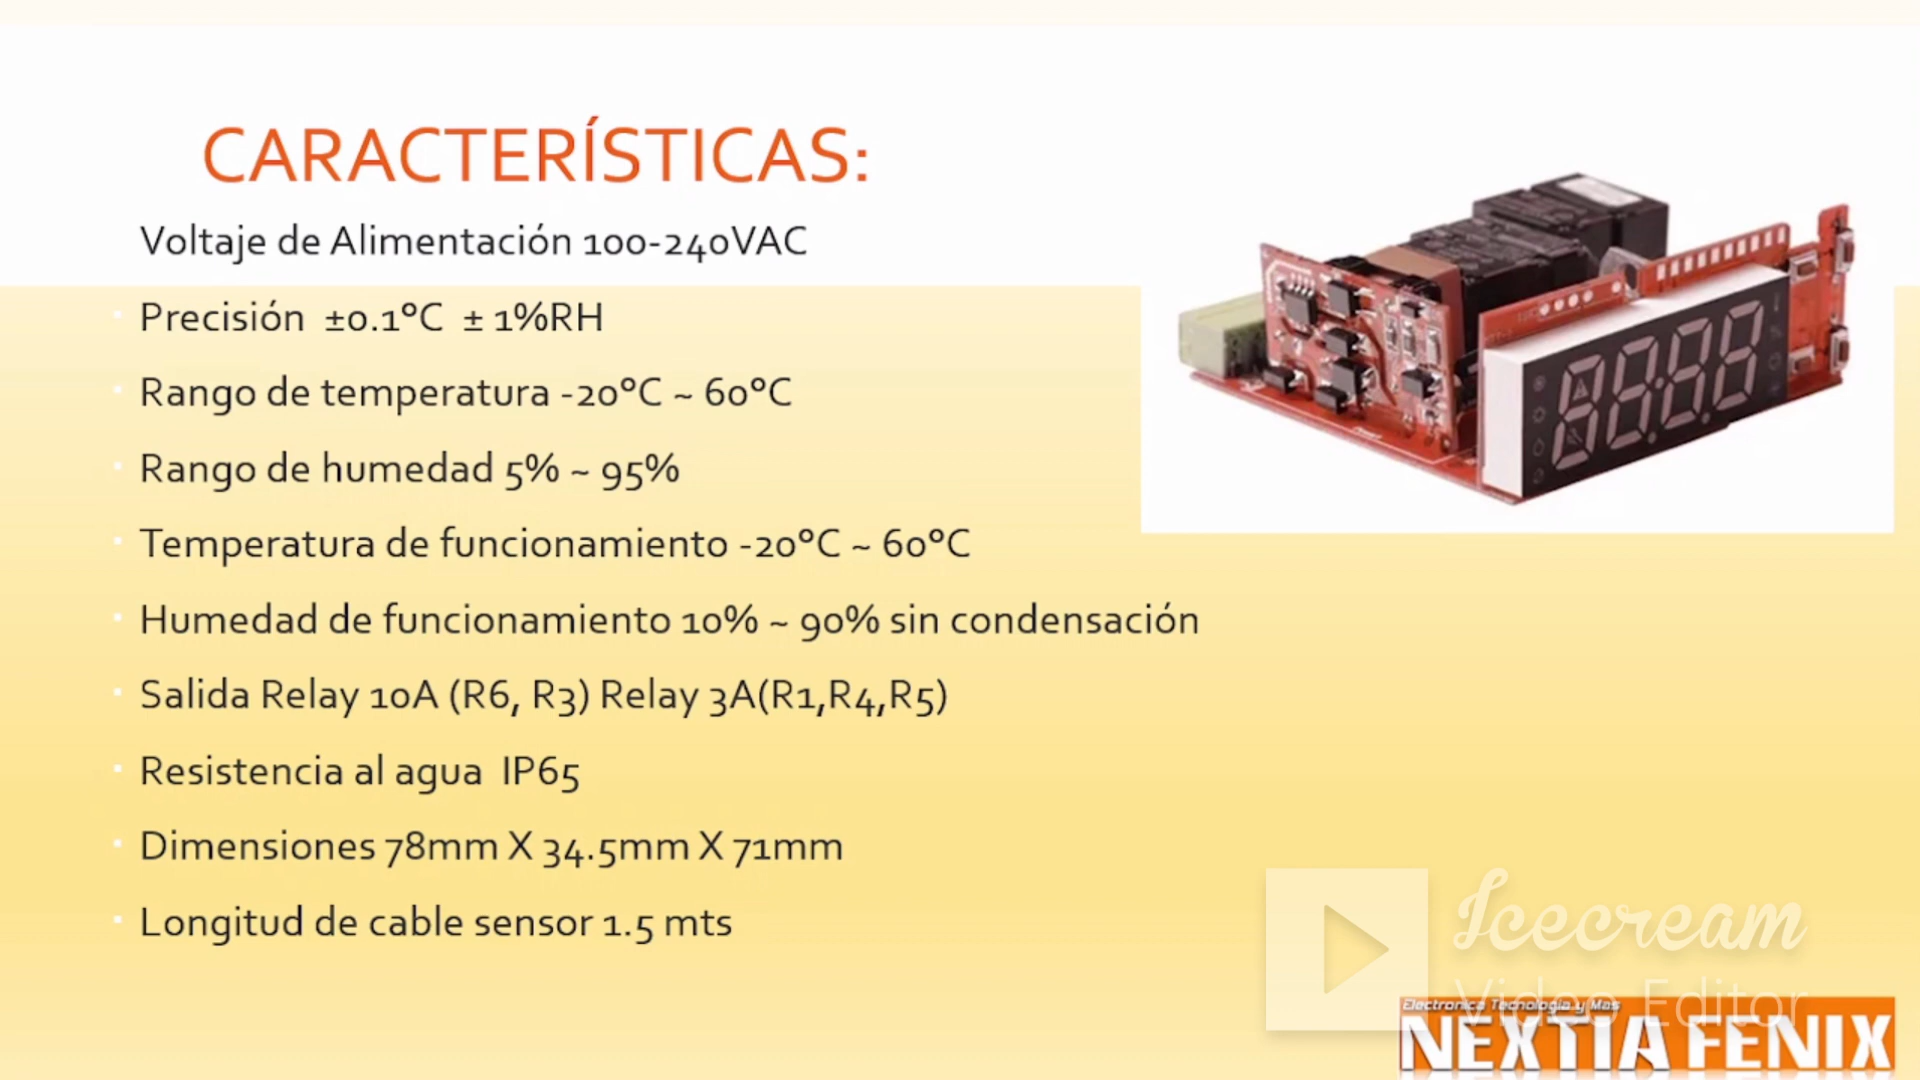 CARACTERÍSTICAS:
Voltaje de Alimentación 100-240VAC
Precisión ±0.1°C ± 1%RH
Rango de temperatura -20°C ~ 60°C
Rango de humedad 5% ~ 95%
Temperatura de funcionamiento -20°C ~ 60°C
Humedad de funcionamiento 10% ~ 90% sin condensación
Salida Relay 10A (R6, R3) Relay 3A(R1,R4,R5)
Resistencia al agua IP65
Dimensiones 78mm X 34.5mm X 71mm
Longitud de cable sensor 1.5 mts
Icecream
Video Editor
Electronica Tecnología y Mas
NEXTIA FENIX